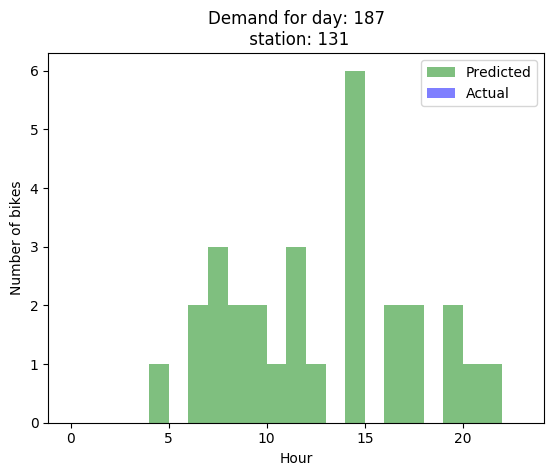 Demand for day: 187
station: 131
Predicted
Actual
Number of bikes
6
5
4
3
2
1
0
0 5 10 15 20
Hour